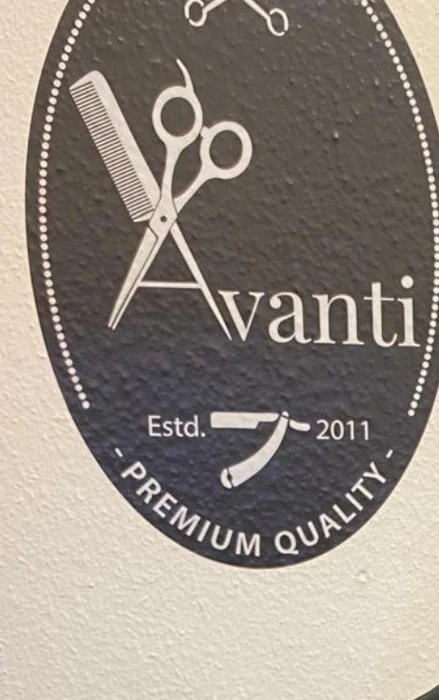 Avanti
Estd. 2011
- PREMIUM QUALITY -